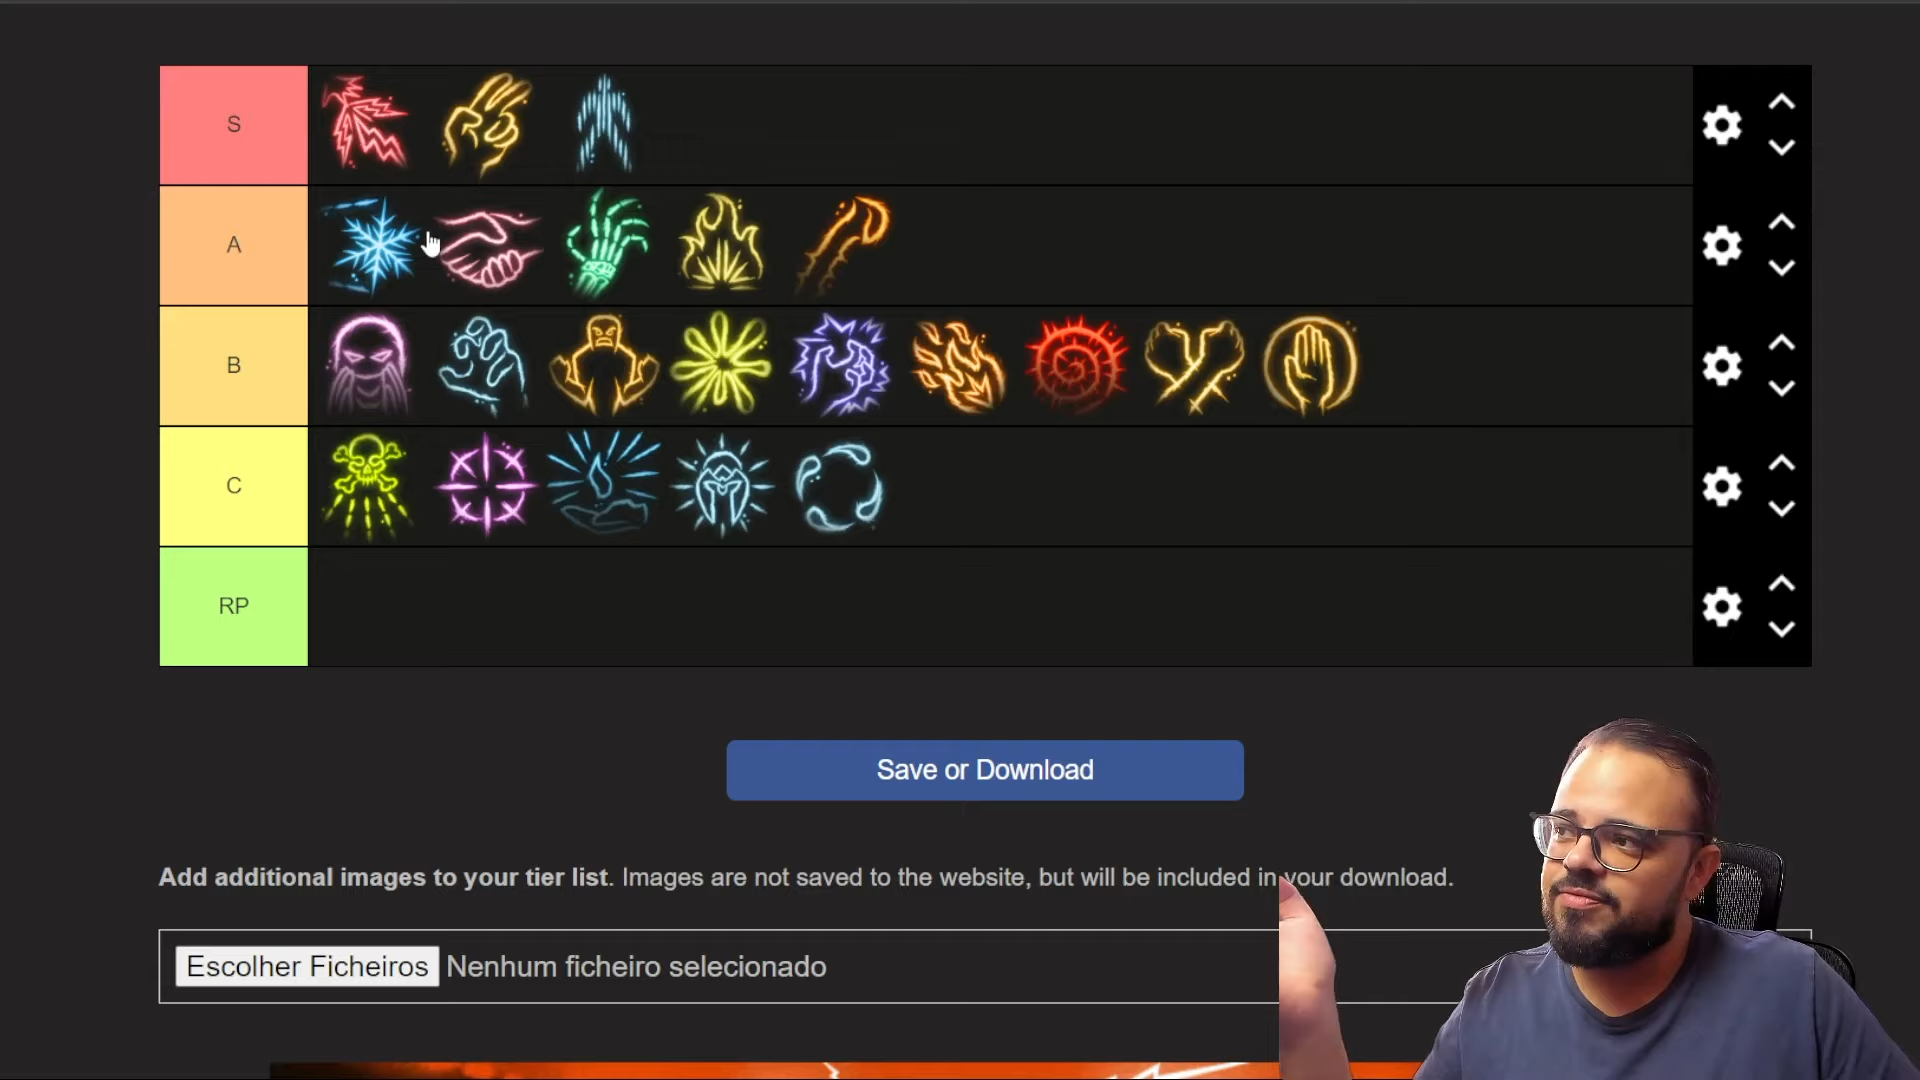 S
A
B
C
RP
Save or Download
Add additional images to your tier list. Images are not saved to the website, but will be included in your download.
Escolher Ficheiros Nenhum ficheiro selecionado